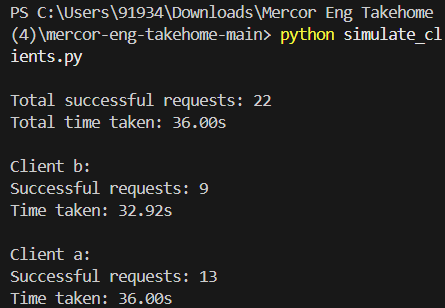 PS C:\Users\91934\Downloads\Mercor Eng Takehome
(4)\mercor-eng-takehome-main> python simulate_cl
ients.py
Total successful requests: 22
Total time taken: 36.00s
Client b:
Successful requests: 9
Time taken: 32.92s
Client a:
Successful requests: 13
Time taken: 36.00s